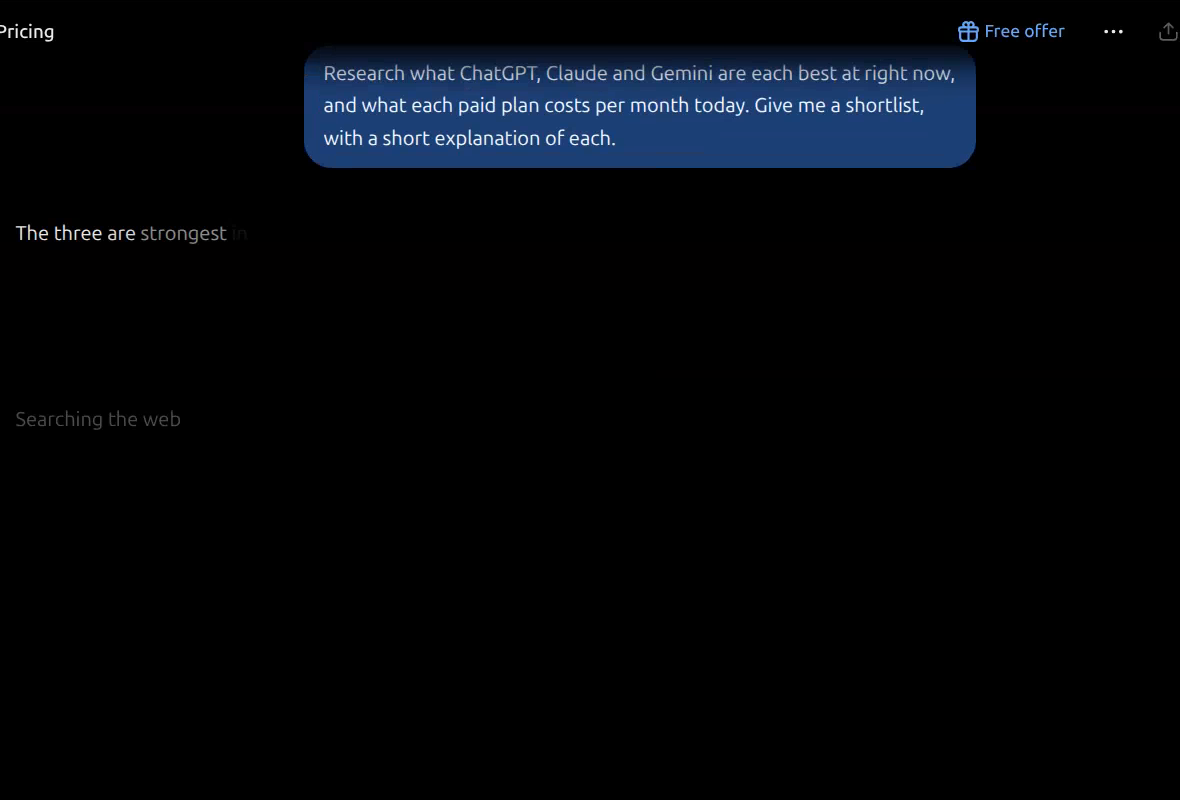 Pricing
Free offer
Research what ChatGPT, Claude and Gemini are each best at right now,
and what each paid plan costs per month today. Give me a shortlist,
with a short explanation of each.
The three are strongest in
Searching the web